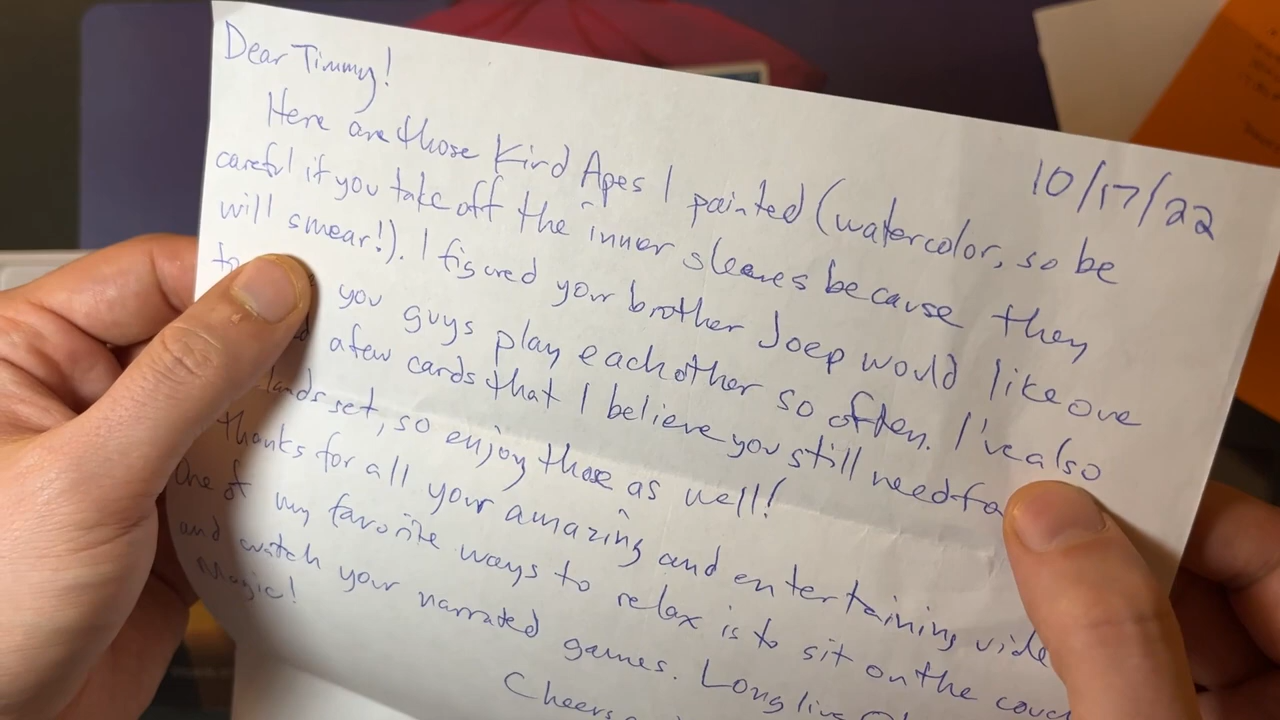 10/17/22
Dear Timmy!
Here are those Kird Apes I painted (watercolor, so be
careful if you take off the inner sleeves because they
will smear!). I figured your brother Joep would like one
you guys play each other so often. I've also
a few cards that I believe you still need
set, so enjoy those as well!
Thanks for all your amazing and entertaining
One of my favorite ways to relax is to sit on the
and watch your narrated games. Long live
Magic!
Cheers